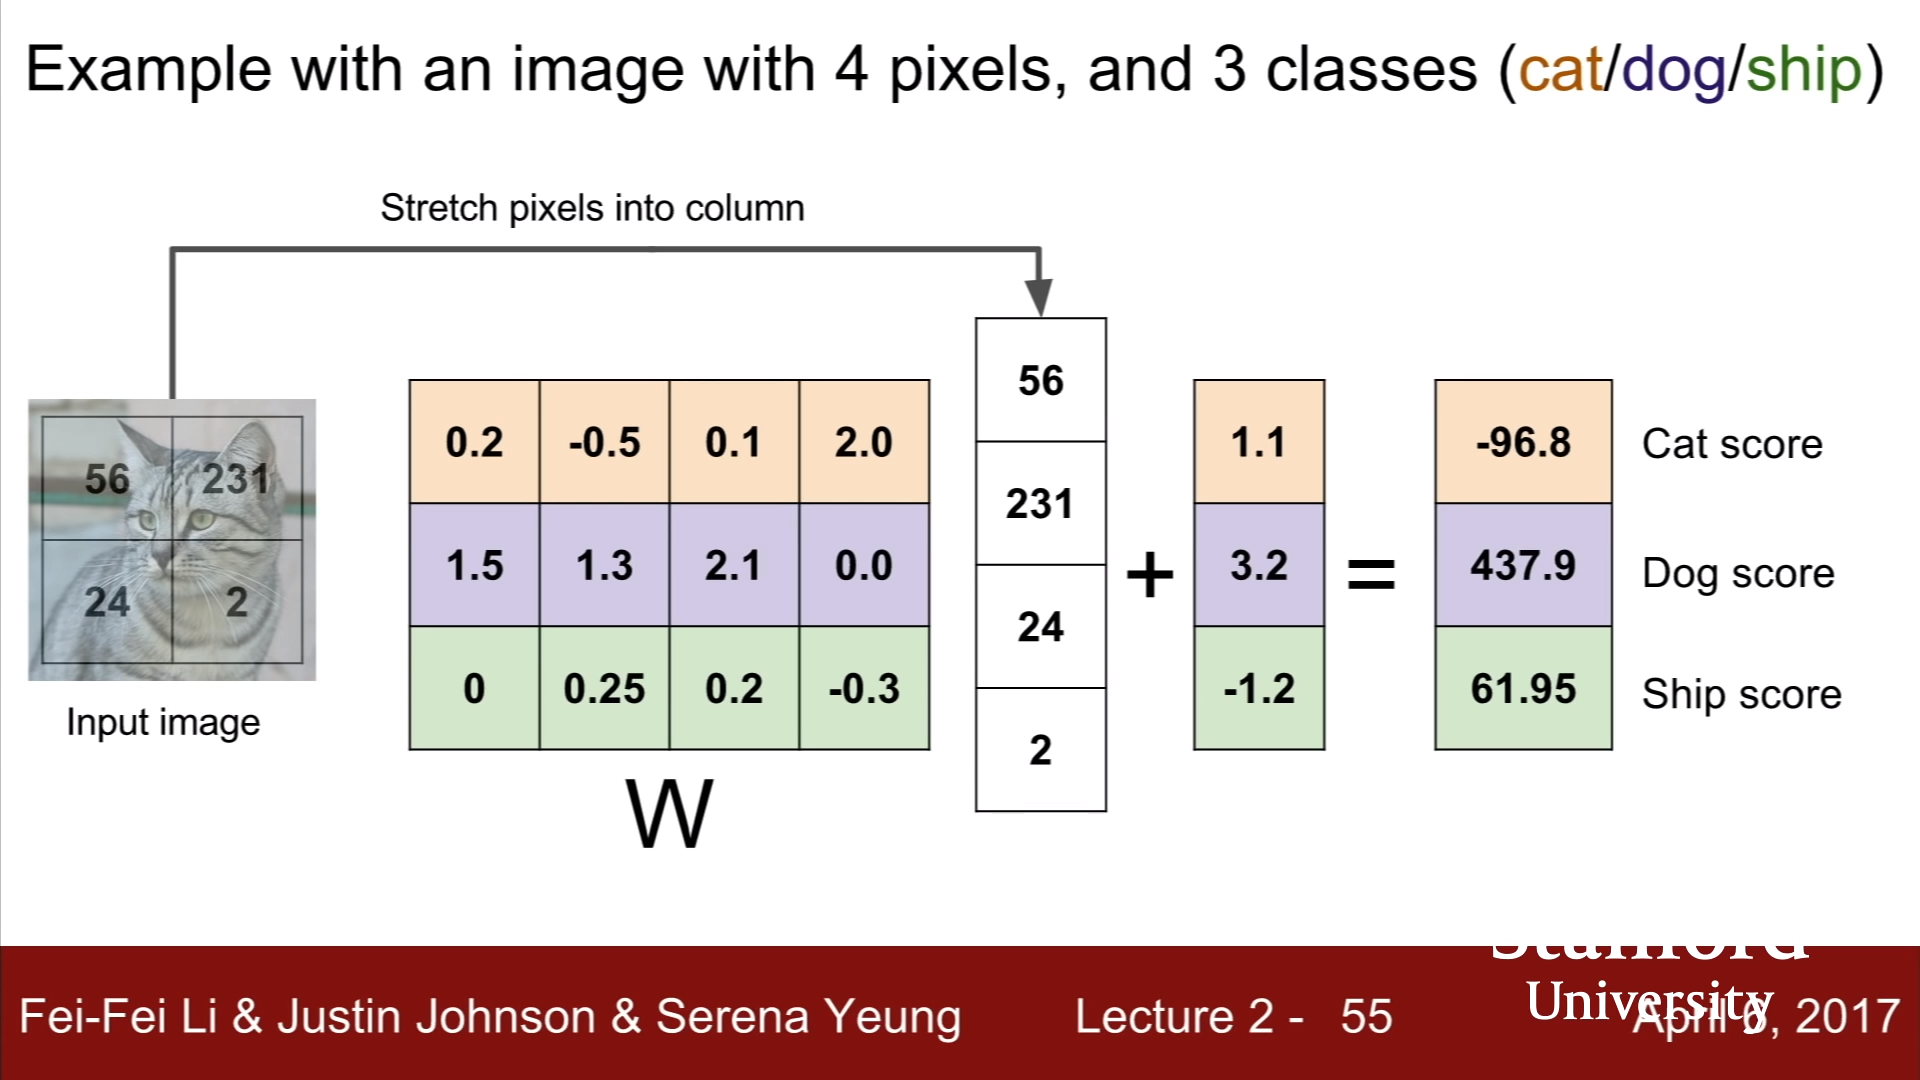 Example with an image with 4 pixels, and 3 classes (cat/dog/ship)
Stretch pixels into column
56 231
24 2
Input image
0.2 -0.5 0.1 2.0
1.5 1.3 2.1 0.0
0 0.25 0.2 -0.3
W
56
231
24
2
+
1.1
3.2
-1.2
=
-96.8 Cat score
437.9 Dog score
61.95 Ship score
Fei-Fei Li & Justin Johnson & Serena Yeung
Lecture 2 - 55
Stanford
University
April 6, 2017